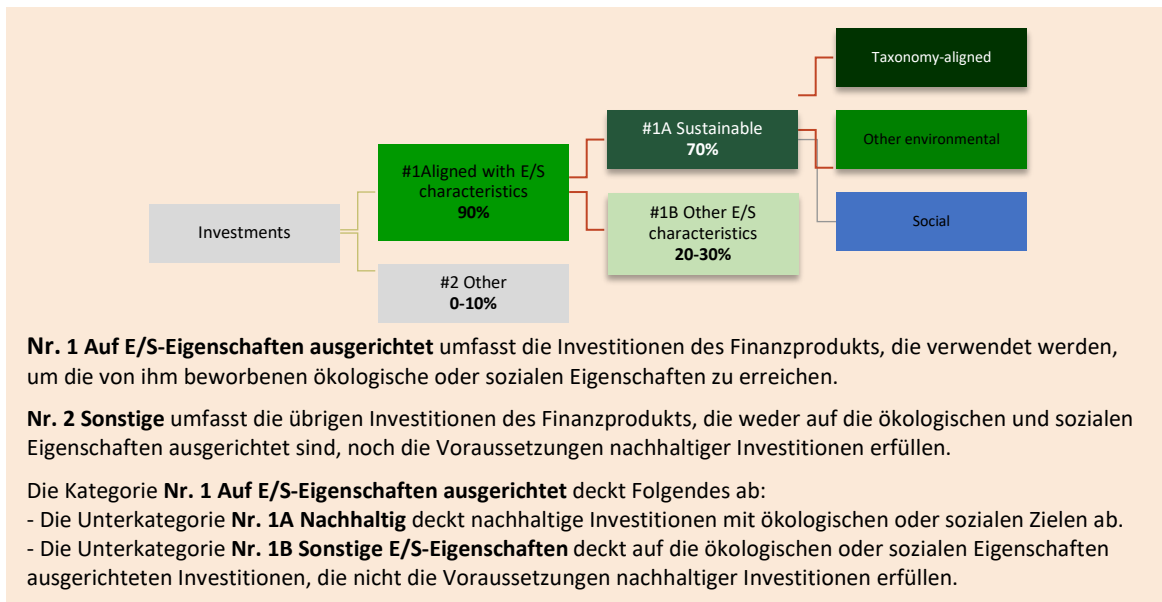 Taxonomy-aligned
#1A Sustainable
70%
Other environmental
#1Aligned with E/S
characteristics
90%
#1B Other E/S
characteristics
20-30%
Investments
Social
#2 Other
0-10%
Nr. 1 Auf E/S-Eigenschaften ausgerichtet umfasst die Investitionen des Finanzprodukts, die verwendet werden,
um die von ihm beworbenen ökologische oder sozialen Eigenschaften zu erreichen.
Nr. 2 Sonstige umfasst die übrigen Investitionen des Finanzprodukts, die weder auf die ökologischen und sozialen
Eigenschaften ausgerichtet sind, noch die Voraussetzungen nachhaltiger Investitionen erfüllen.
Die Kategorie Nr. 1 Auf E/S-Eigenschaften ausgerichtet deckt Folgendes ab:
- Die Unterkategorie Nr. 1A Nachhaltig deckt nachhaltige Investitionen mit ökologischen oder sozialen Zielen ab.
- Die Unterkategorie Nr. 1B Sonstige E/S-Eigenschaften deckt auf die ökologischen oder sozialen Eigenschaften
ausgerichteten Investitionen, die nicht die Voraussetzungen nachhaltiger Investitionen erfüllen.